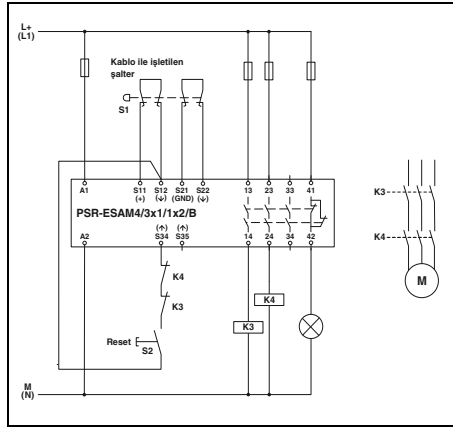 L+
(L1)
Kablo ile işletilen
şalter
S1
A1 S11 S12 S21 S22 13 23 33 41
(+) (↓) (GND) (↓)
PSR-ESAM4/3x1/1x2/B
(↑) (↑)
A2 S34 S35 14 24 34 42
K3
K4
M
K4
K3
K4
K3
Reset
S2
M
(N)